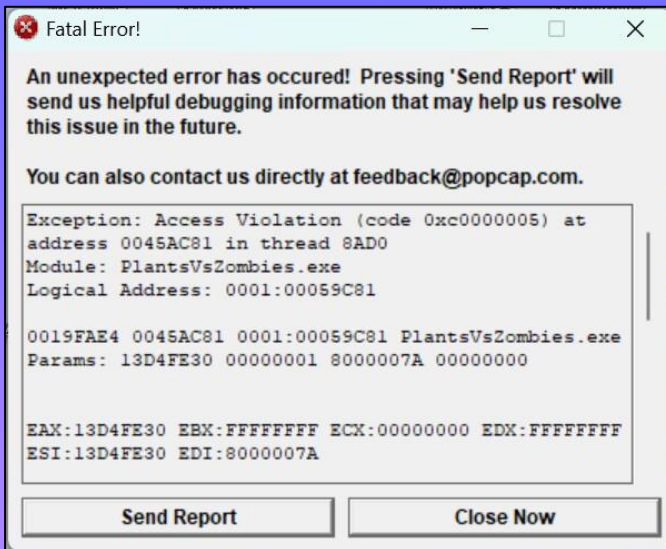 Fatal Error!
An unexpected error has occured!  Pressing 'Send Report' will
send us helpful debugging information that may help us resolve
this issue in the future.
You can also contact us directly at feedback@popcap.com.
Exception: Access Violation (code 0xc0000005) at
address 0045AC81 in thread 8AD0
Module: PlantsVsZombies.exe
Logical Address: 0001:00059C81
0019FAE4 0045AC81 0001:00059C81 PlantsVsZombies.exe
Params: 13D4FE30 00000001 8000007A 00000000
EAX:13D4FE30 EBX:FFFFFFFF ECX:00000000 EDX:FFFFFFFF
ESI:13D4FE30 EDI:8000007A
Send Report
Close Now